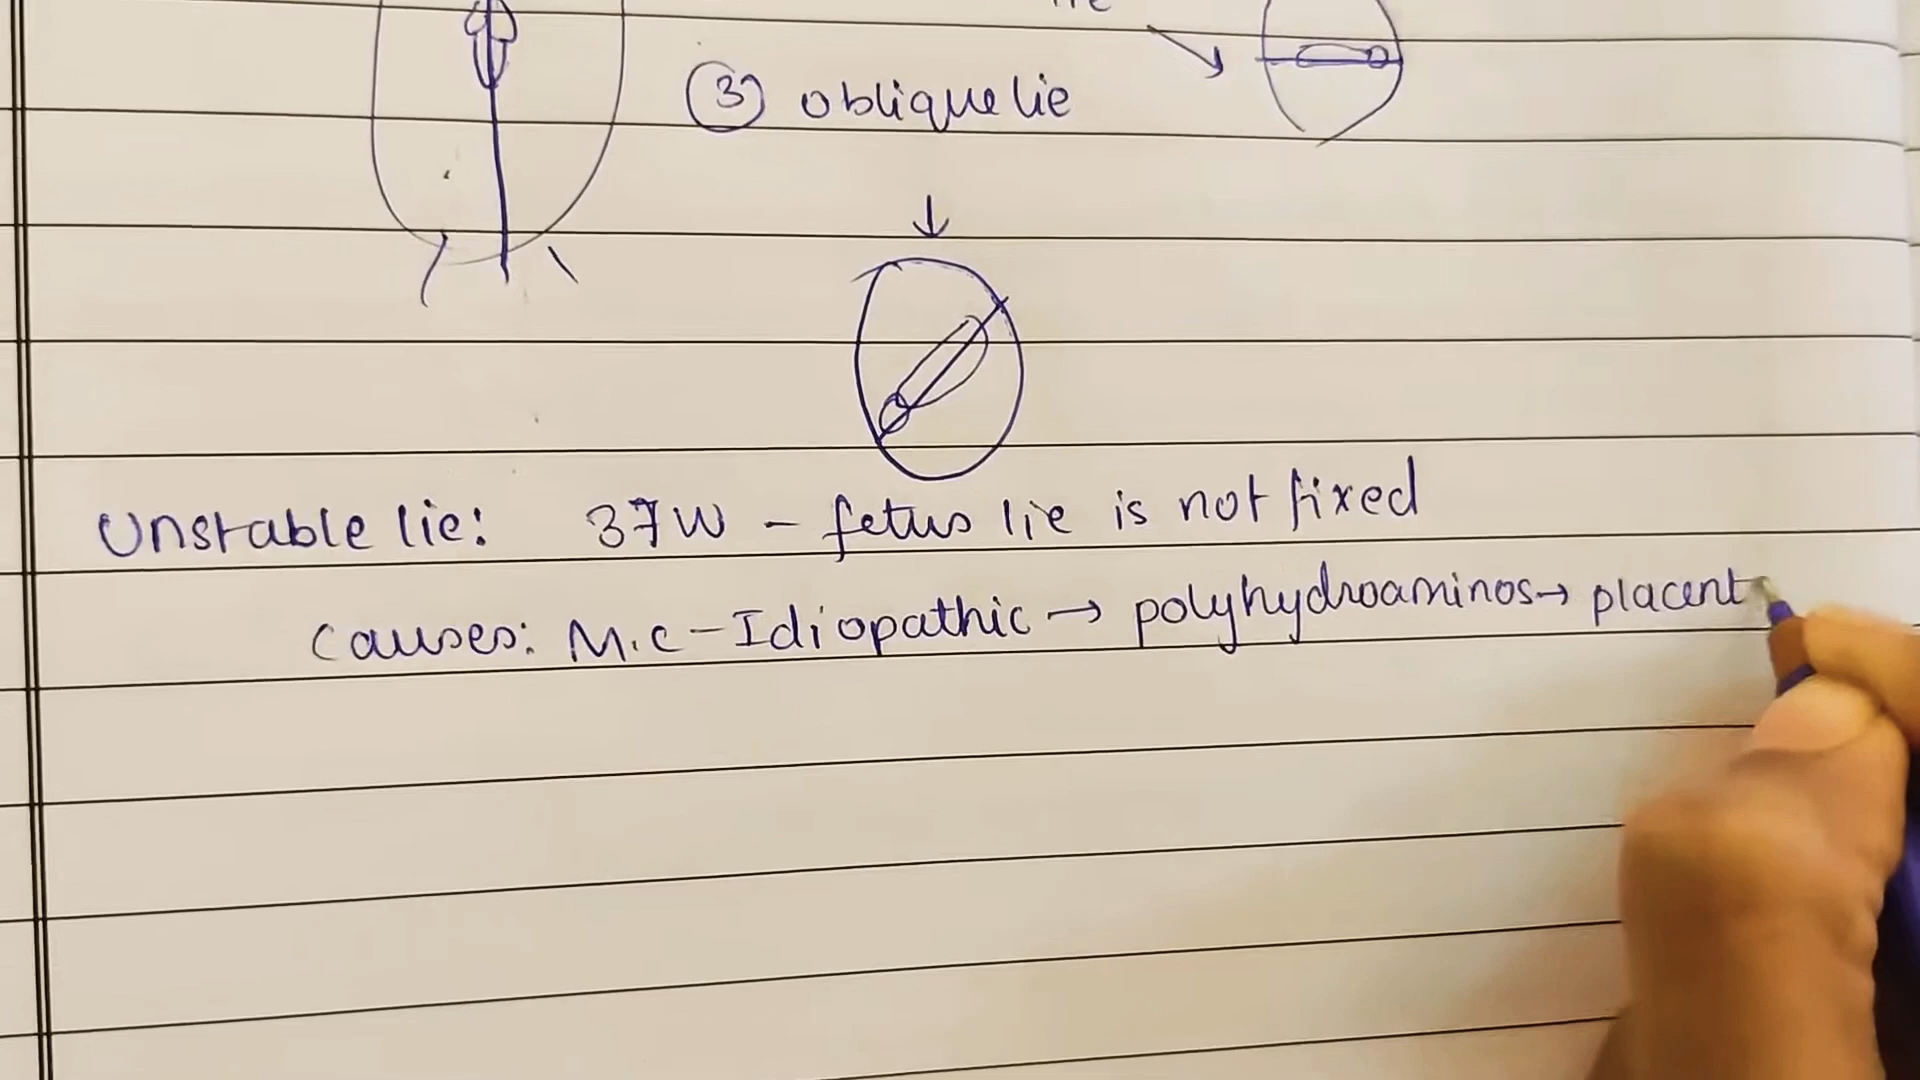 ③ oblique lie
Unstable lie: 37W - fetus lie is not fixed
Causes: M.C - Idiopathic → polyhydroaminos → placent